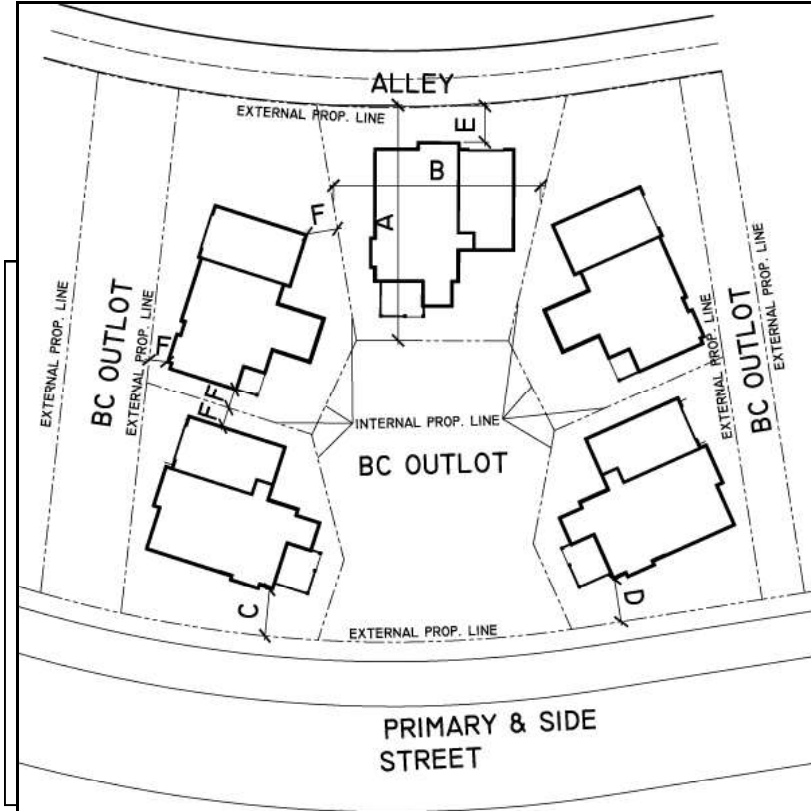 ALLEY
EXTERNAL PROP. LINE
E
B
A
F
F
F
F
EXTERNAL PROP. LINE
BC OUTLOT
EXTERNAL PROP. LINE
EXTERNAL PROP. LINE
BC OUTLOT
EXTERNAL PROP. LINE
INTERNAL PROP. LINE
BC OUTLOT
C
D
EXTERNAL PROP. LINE
PRIMARY & SIDE
STREET